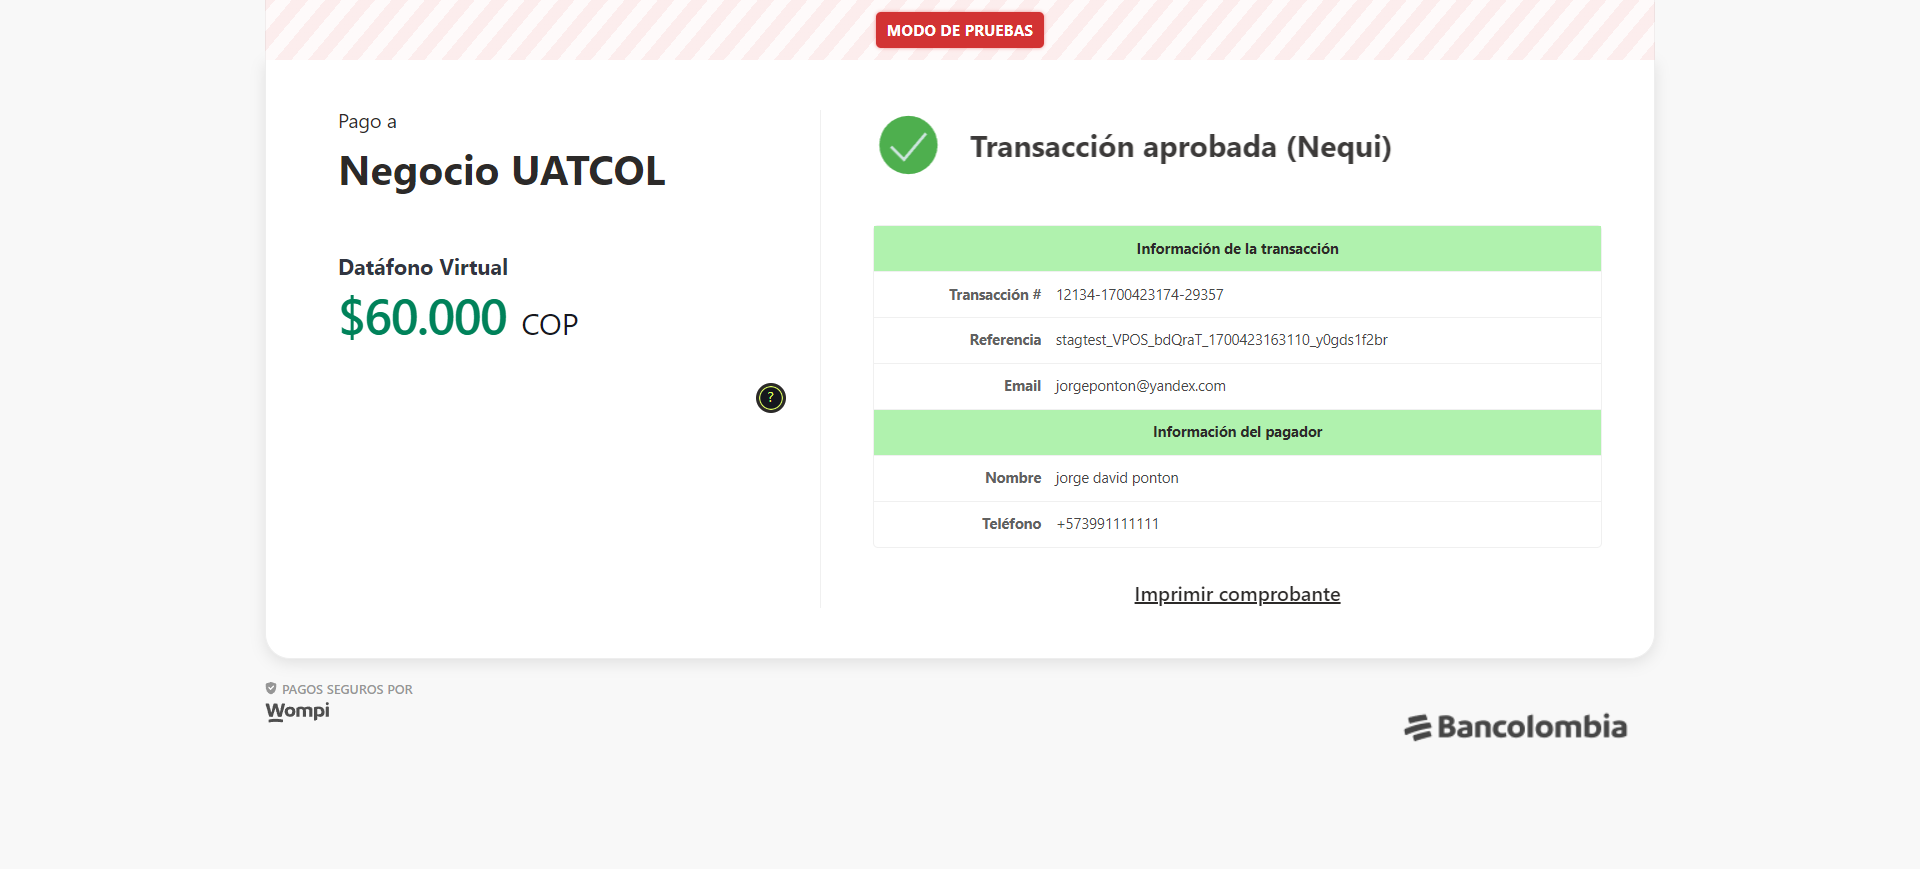 MODO DE PRUEBAS
Pago a
Negocio UATCOL
Datáfono Virtual
$60.000 COP
?
Transacción aprobada (Nequi)
Información de la transacción
Transacción # 12134-1700423174-29357
Referencia stagtest_VPOS_bdQraT_1700423163110_y0gds1f2br
Email jorgeponton@yandex.com
Información del pagador
Nombre jorge david ponton
Teléfono +573991111111
Imprimir comprobante
PAGOS SEGUROS POR
Wompi
Bancolombia